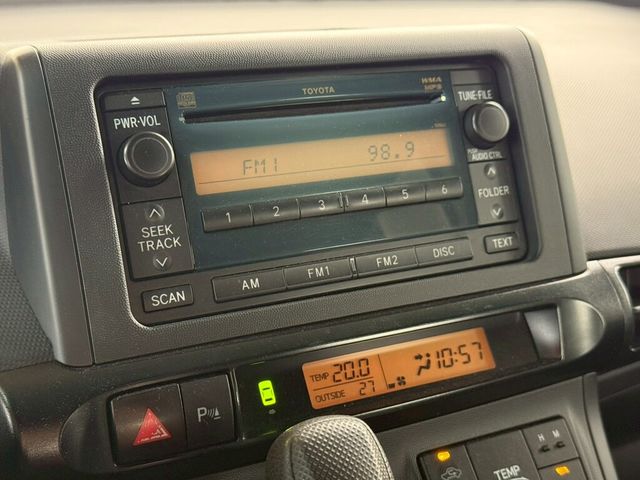 TOYOTA
WMA
MP3
PWR·VOL
TUNE·FILE
FM1 98.9
PUSH
AUDIO CTRL
1 2 3 4 5 6
SEEK
TRACK
FOLDER
SCAN
AM FM1 FM2 DISC TEXT
TEMP 20.0
OUTSIDE 27
10:57
P
H M
TEMP